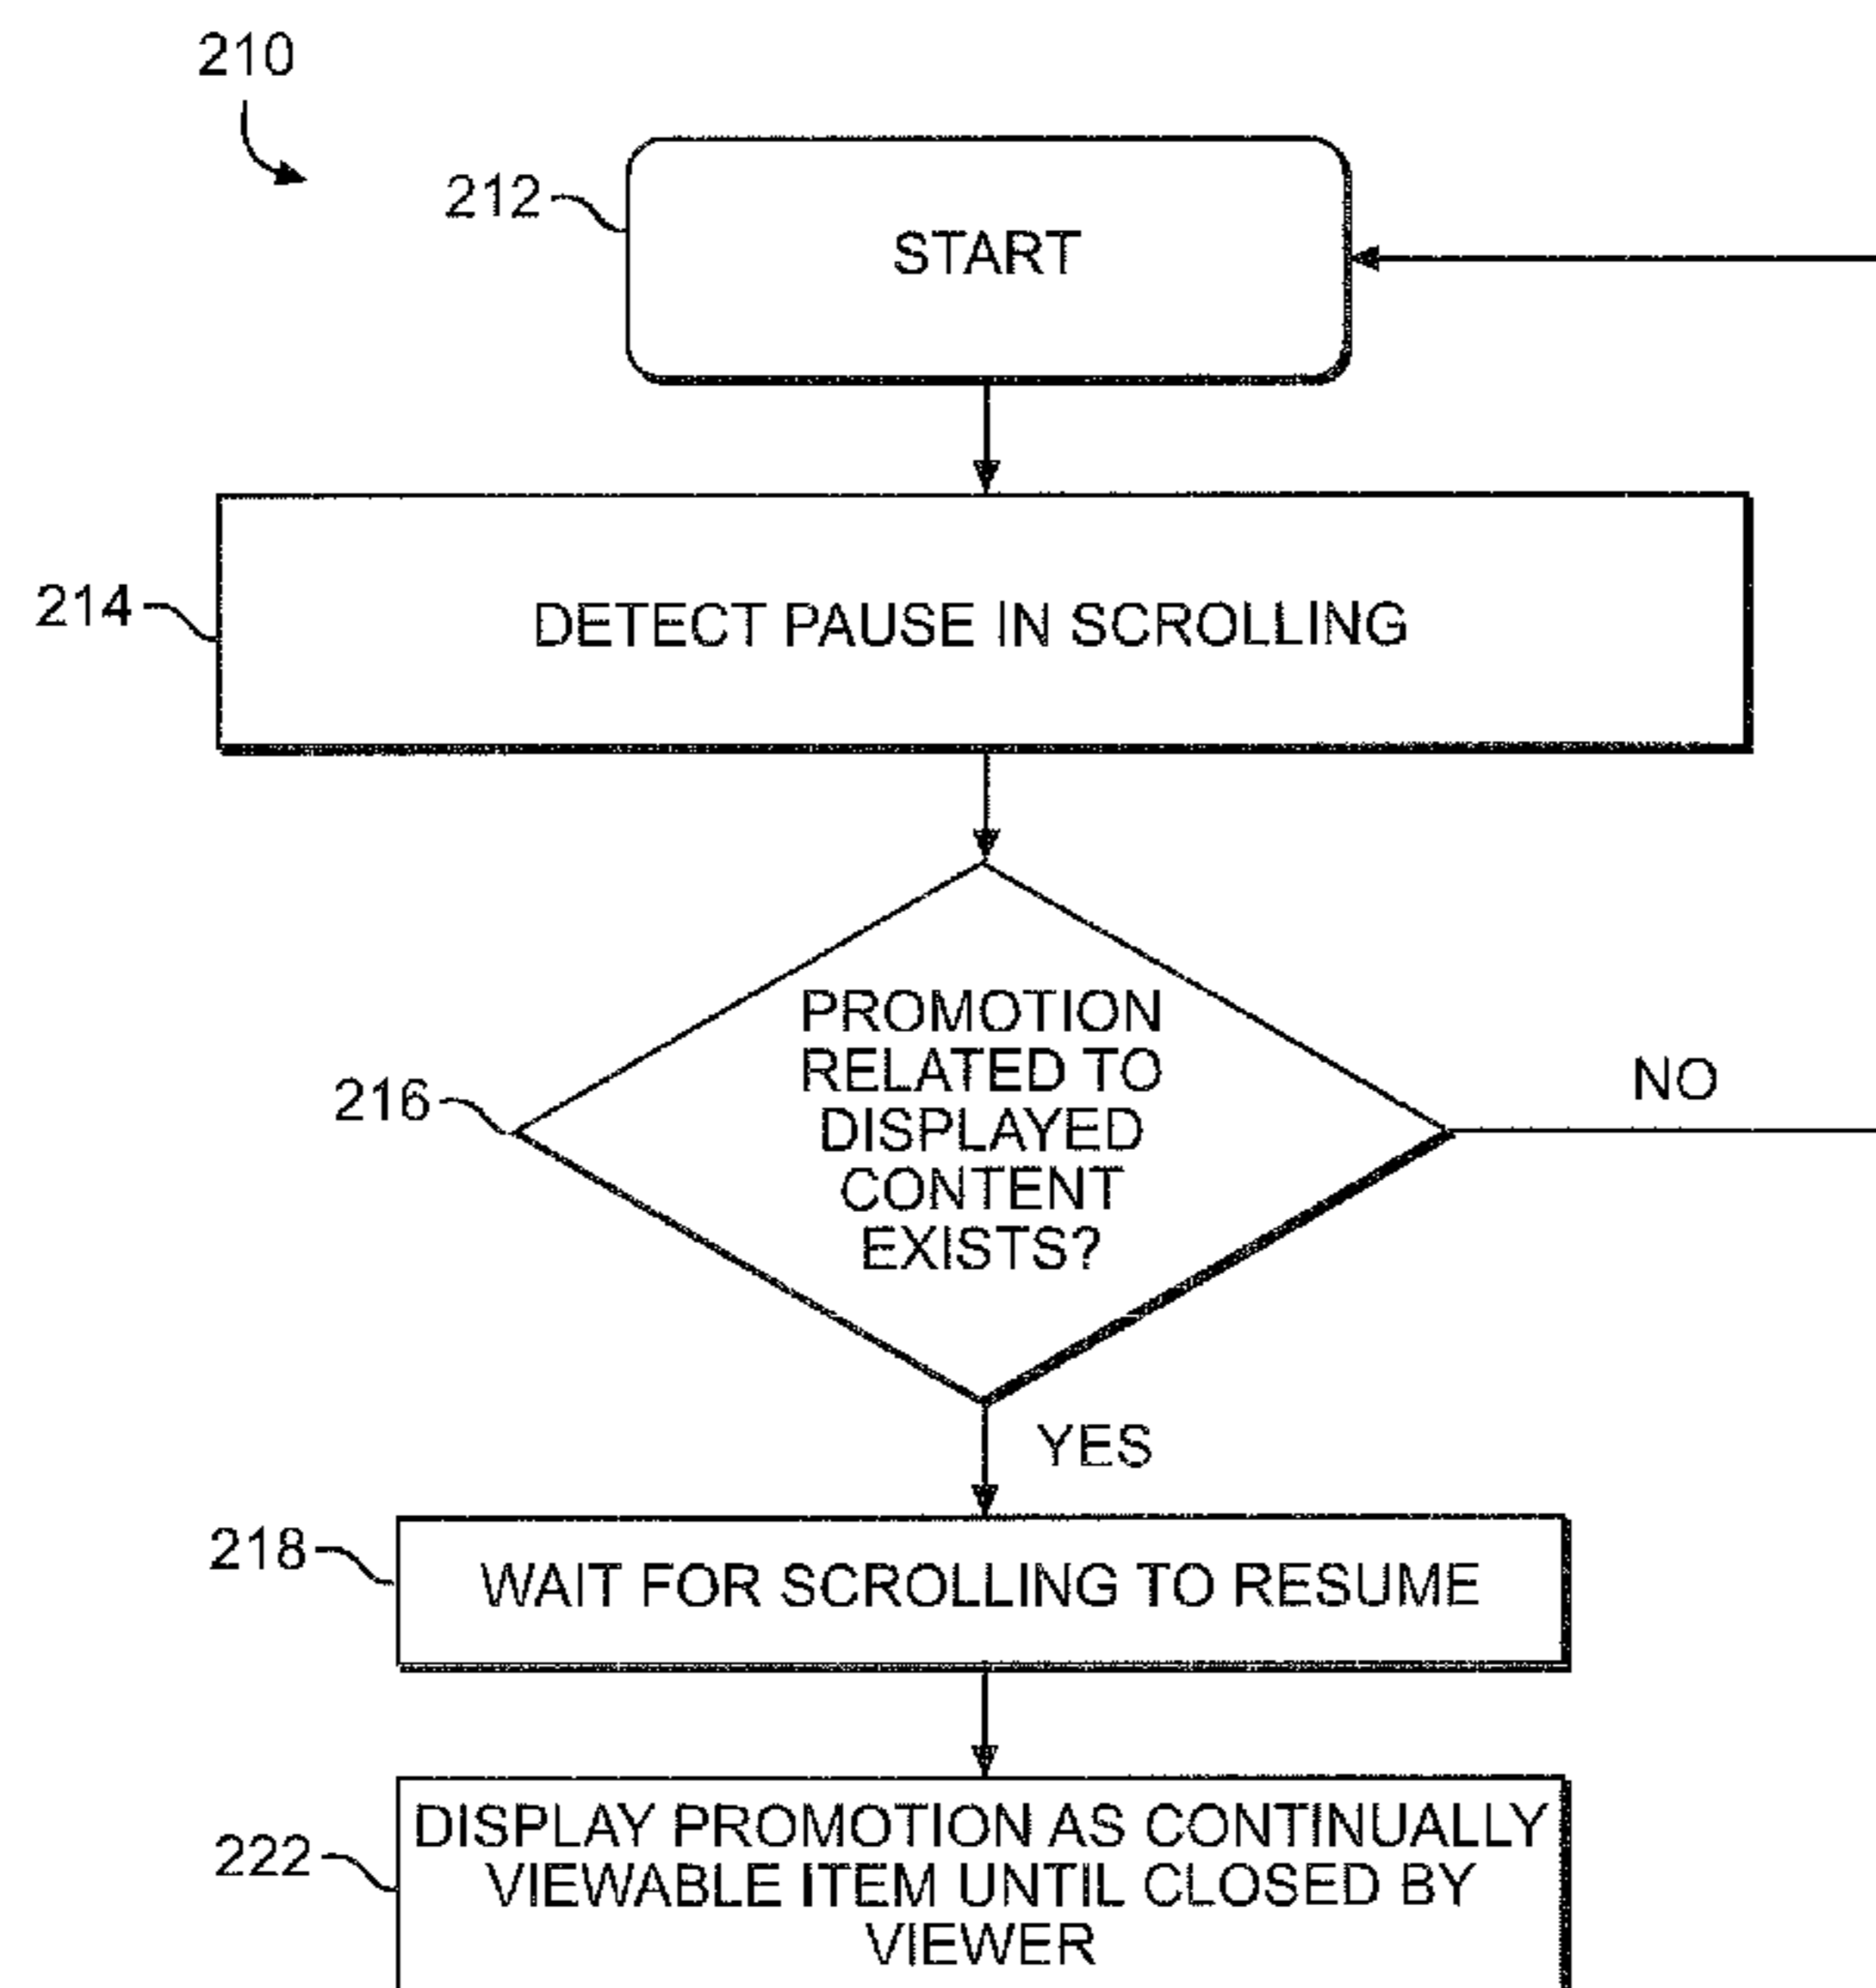 210
212
START
214
DETECT PAUSE IN SCROLLING
216
PROMOTION
RELATED TO
DISPLAYED
CONTENT
EXISTS?
NO
YES
218
WAIT FOR SCROLLING TO RESUME
222
DISPLAY PROMOTION AS CONTINUALLY
VIEWABLE ITEM UNTIL CLOSED BY
VIEWER